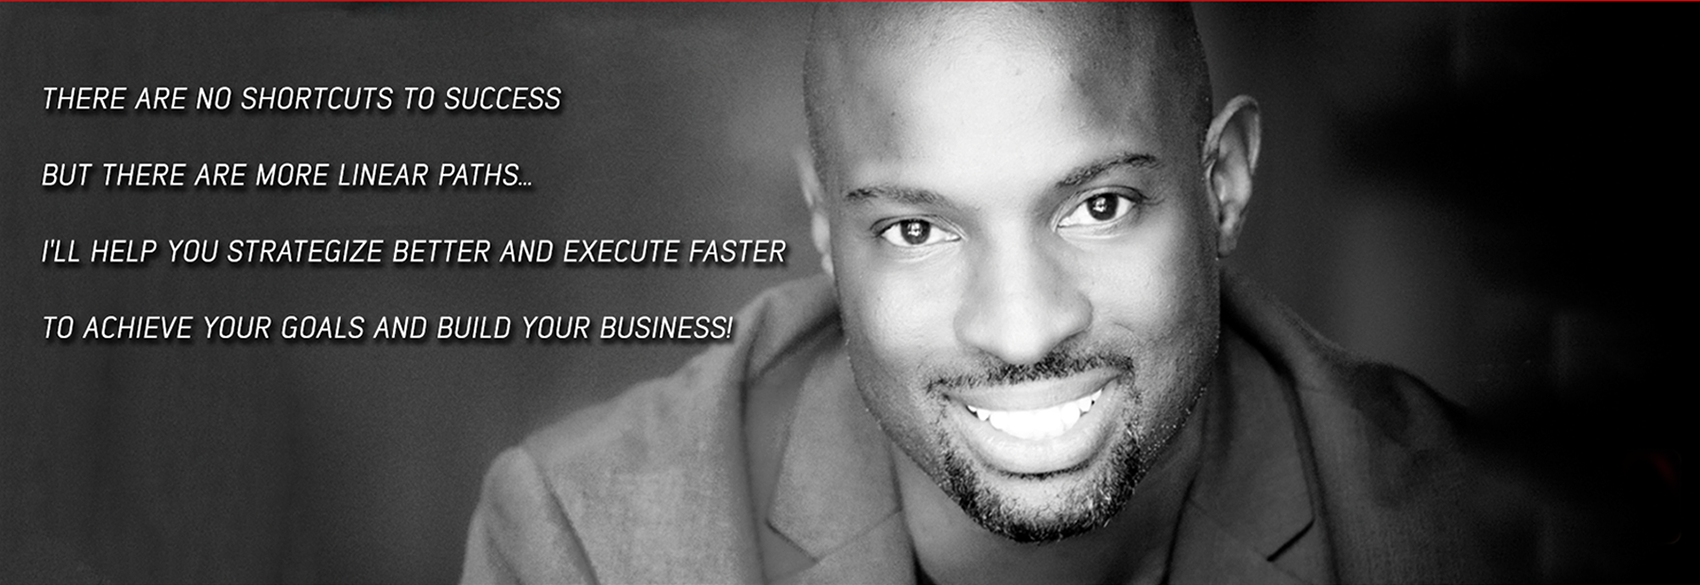 THERE ARE NO SHORTCUTS TO SUCCESS
BUT THERE ARE MORE LINEAR PATHS...
I'LL HELP YOU STRATEGIZE BETTER AND EXECUTE FASTER
TO ACHIEVE YOUR GOALS AND BUILD YOUR BUSINESS!